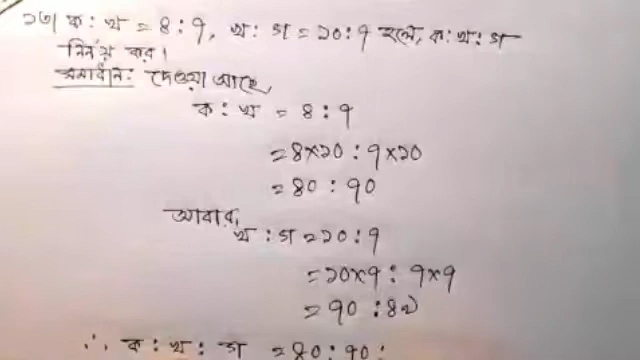 ১৩| ক : খ = ৪ : ৭, খ : গ = ১০ : ৭ হলে, ক : খ : গ
নির্ণয় কর।
সমাধান: দেওয়া আছে,
ক : খ = ৪ : ৭
= ৪×১০ : ৭×১০
= ৪০ : ৭০
আবার,
খ : গ = ১০ : ৭
= ১০×৭ : ৭×৭
= ৭০ : ৪৯
∴ ক : খ : গ = ৪০ : ৭০ :